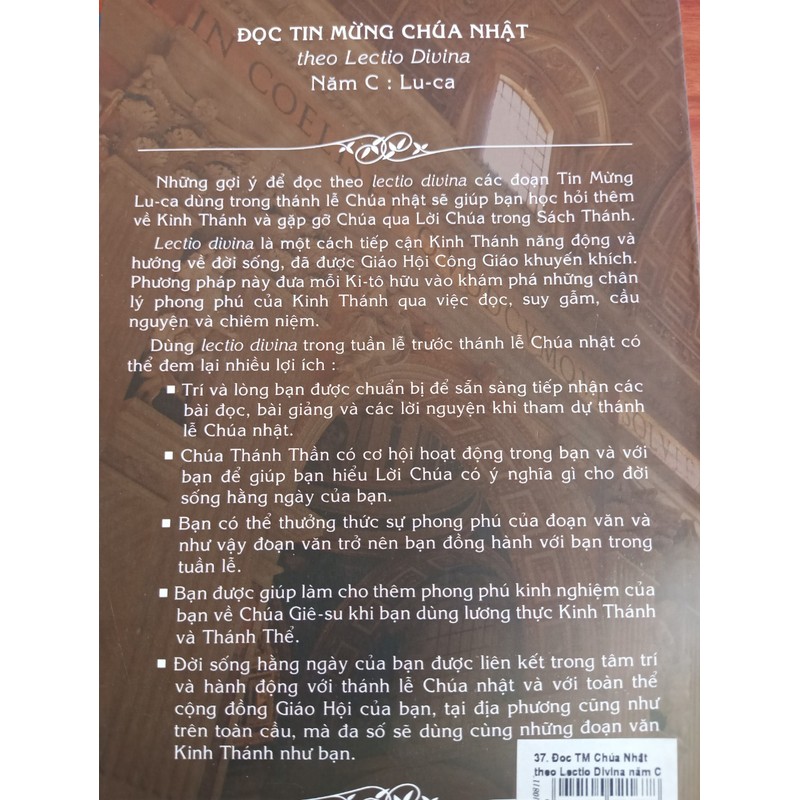 ĐỌC TIN MỪNG CHÚA NHẬT
theo Lectio Divina
Năm C : Lu-ca
Những gợi ý để đọc theo lectio divina các đoạn Tin Mừng
Lu-ca dùng trong thánh lễ Chúa nhật sẽ giúp bạn học hỏi thêm
về Kinh Thánh và gặp gỡ Chúa qua Lời Chúa trong Sách Thánh.
Lectio divina là một cách tiếp cận Kinh Thánh năng động và
hướng về đời sống, đã được Giáo Hội Công Giáo khuyến khích.
Phương pháp này đưa mỗi Ki-tô hữu vào khám phá những chân
lý phong phú của Kinh Thánh qua việc đọc, suy gẫm, cầu
nguyện và chiêm niệm.
Dùng lectio divina trong tuần lễ trước thánh lễ Chúa nhật có
thể đem lại nhiều lợi ích :
▪ Trí và lòng bạn được chuẩn bị để sẵn sàng tiếp nhận các
bài đọc, bài giảng và các lời nguyện khi tham dự thánh
lễ Chúa nhật.
▪ Chúa Thánh Thần có cơ hội hoạt động trong bạn và với
bạn để giúp bạn hiểu Lời Chúa có ý nghĩa gì cho đời
sống hằng ngày của bạn.
▪ Bạn có thể thưởng thức sự phong phú của đoạn văn và
như vậy đoạn văn trở nên bạn đồng hành với bạn trong
tuần lễ.
▪ Bạn được giúp làm cho thêm phong phú kinh nghiệm của
bạn về Chúa Giê-su khi bạn dùng lương thực Kinh Thánh
và Thánh Thể.
▪ Đời sống hằng ngày của bạn được liên kết trong tâm trí
và hành động với thánh lễ Chúa nhật và với toàn thể
cộng đồng Giáo Hội của bạn, tại địa phương cũng như
trên toàn cầu, mà đa số sẽ dùng cùng những đoạn văn
Kinh Thánh như bạn.
37. Đoc TM Chúa Nhật
theo Lectio Divina năm C